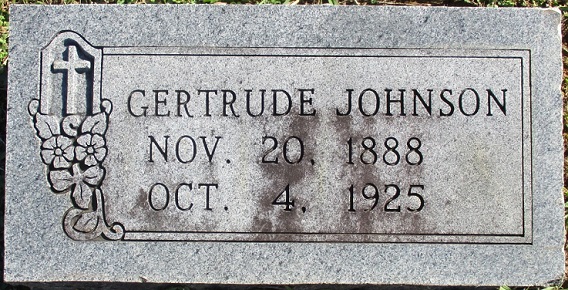 GERTRUDE JOHNSON
NOV. 20, 1888
OCT. 4, 1925